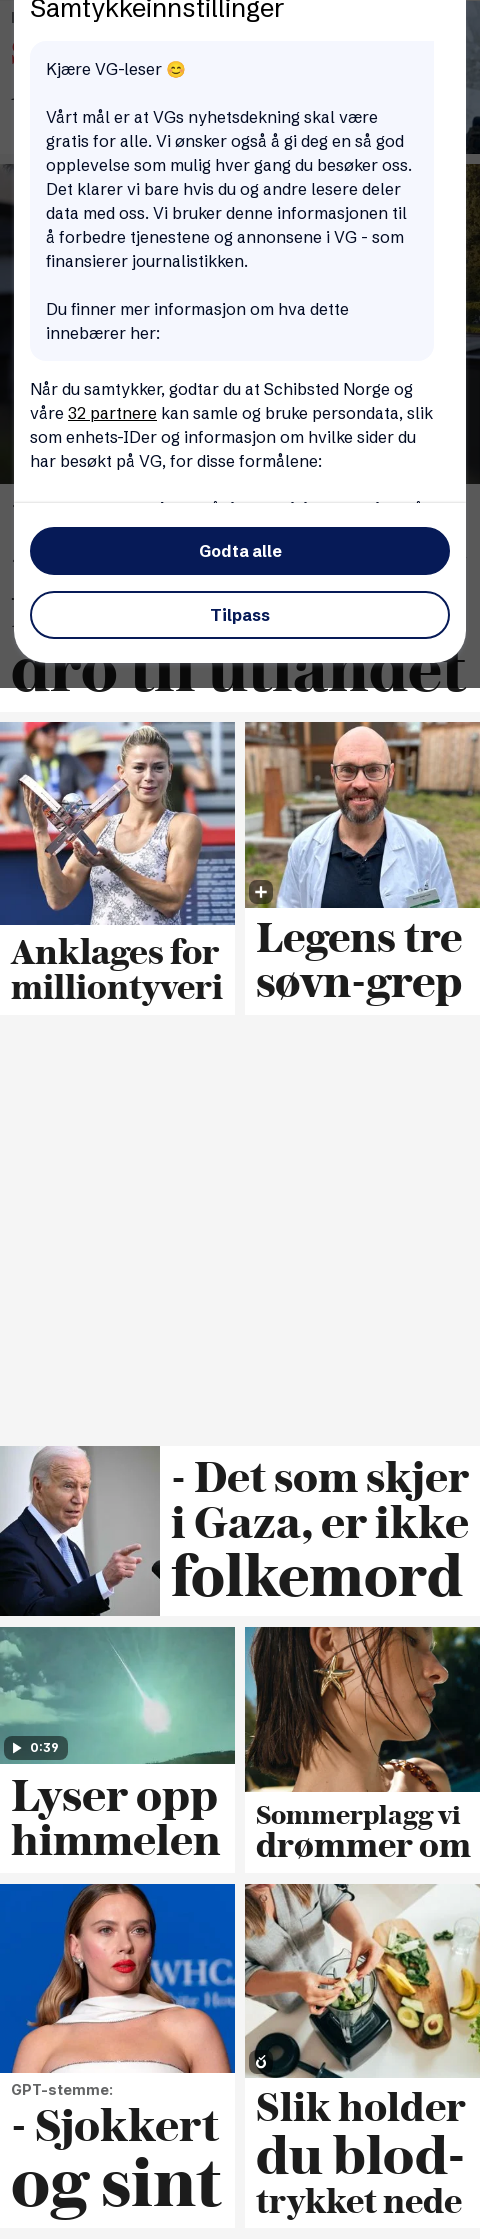 Samtykkeinnstillinger
Kjære VG-leser 😊
Vårt mål er at VGs nyhetsdekning skal være
gratis for alle. Vi ønsker også å gi deg en så god
opplevelse som mulig hver gang du besøker oss.
Det klarer vi bare hvis du og andre lesere deler
data med oss. Vi bruker denne informasjonen til
å forbedre tjenestene og annonsene i VG - som
finansierer journalistikken.
Du finner mer informasjon om hva dette
innebærer her:
Når du samtykker, godtar du at Schibsted Norge og
våre 32 partnere kan samle og bruke persondata, slik
som enhets-IDer og informasjon om hvilke sider du
har besøkt på VG, for disse formålene:
Godta alle
Tilpass
dro til utlandet
Anklages for
milliontyveri
Legens tre
søvn-grep
- Det som skjer
i Gaza, er ikke
folkemord
0:39
Lyser opp
himmelen
Sommerplagg vi
drømmer om
WHCA
GPT-stemme:
- Sjokkert
og sint
Slik holder
du blod-
trykket nede